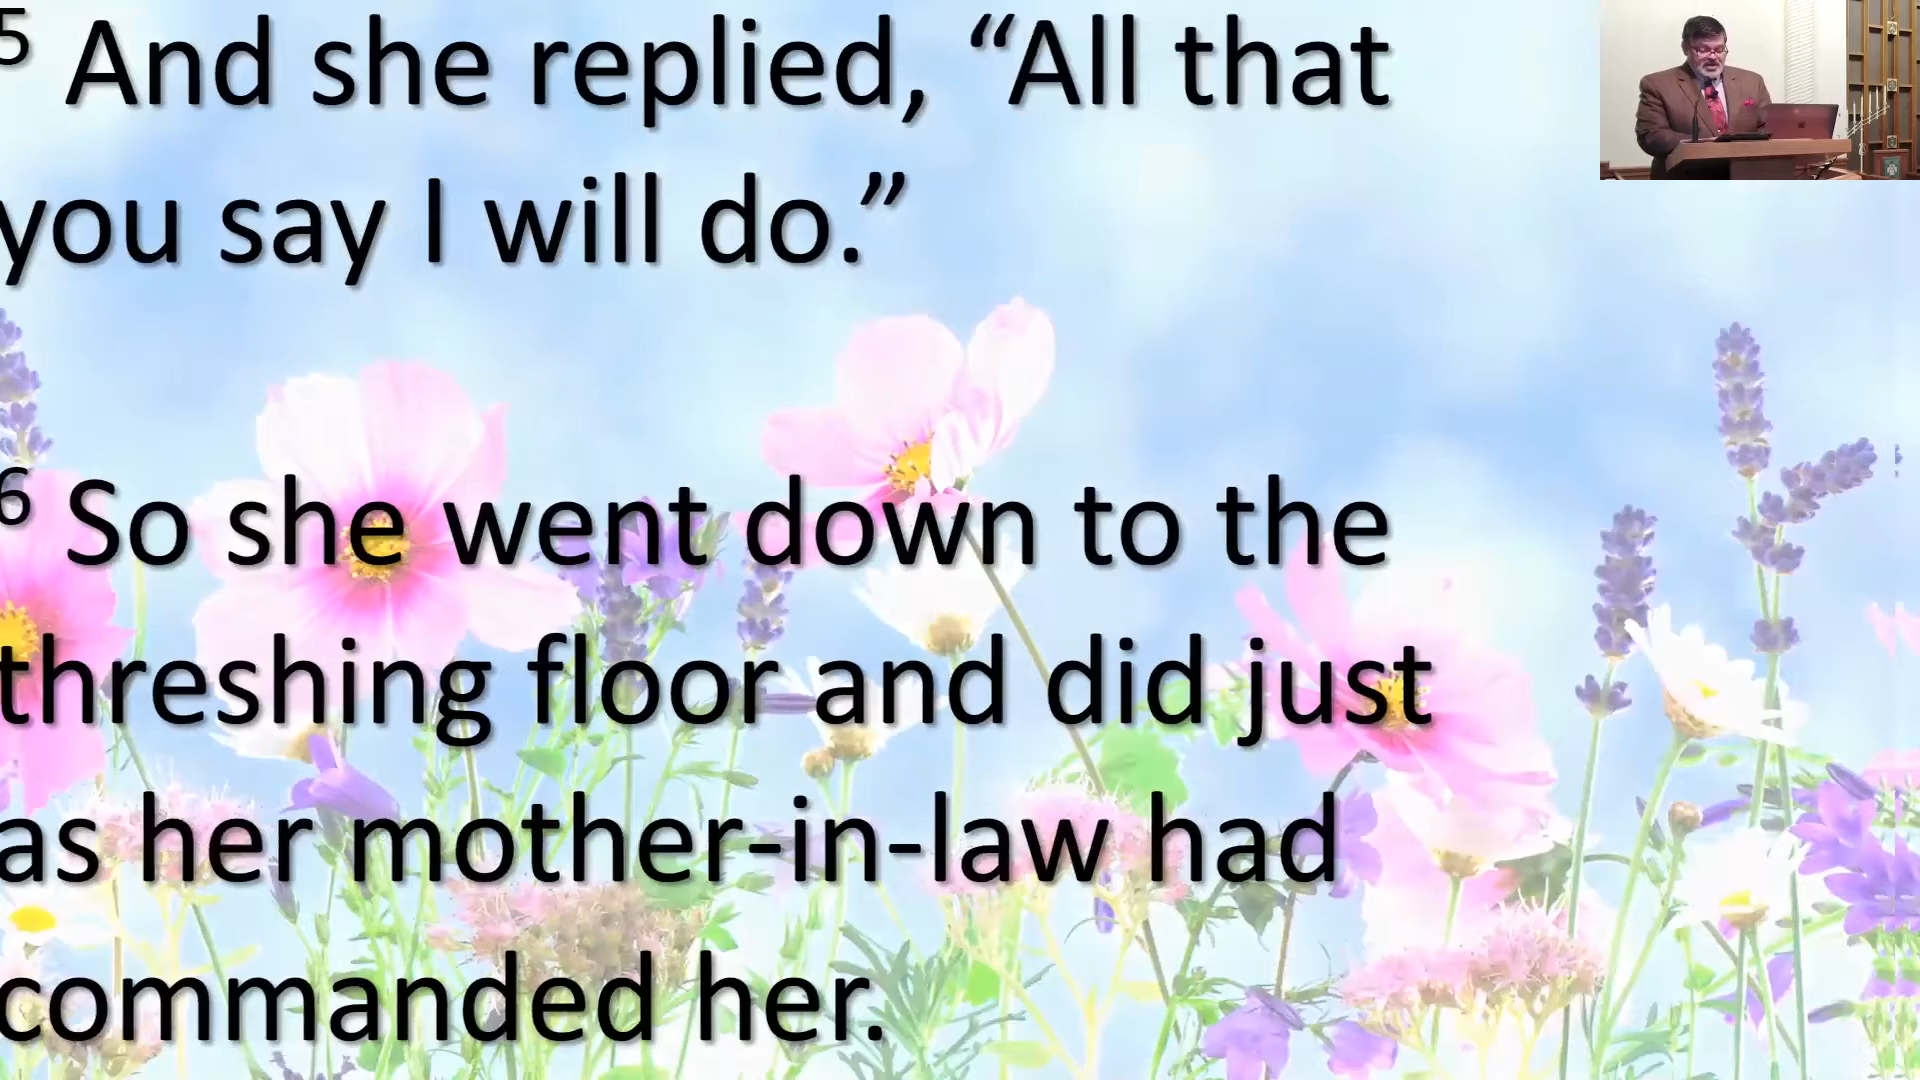 5 And she replied, “All that
you say I will do.”
6 So she went down to the
threshing floor and did just
as her mother-in-law had
commanded her.